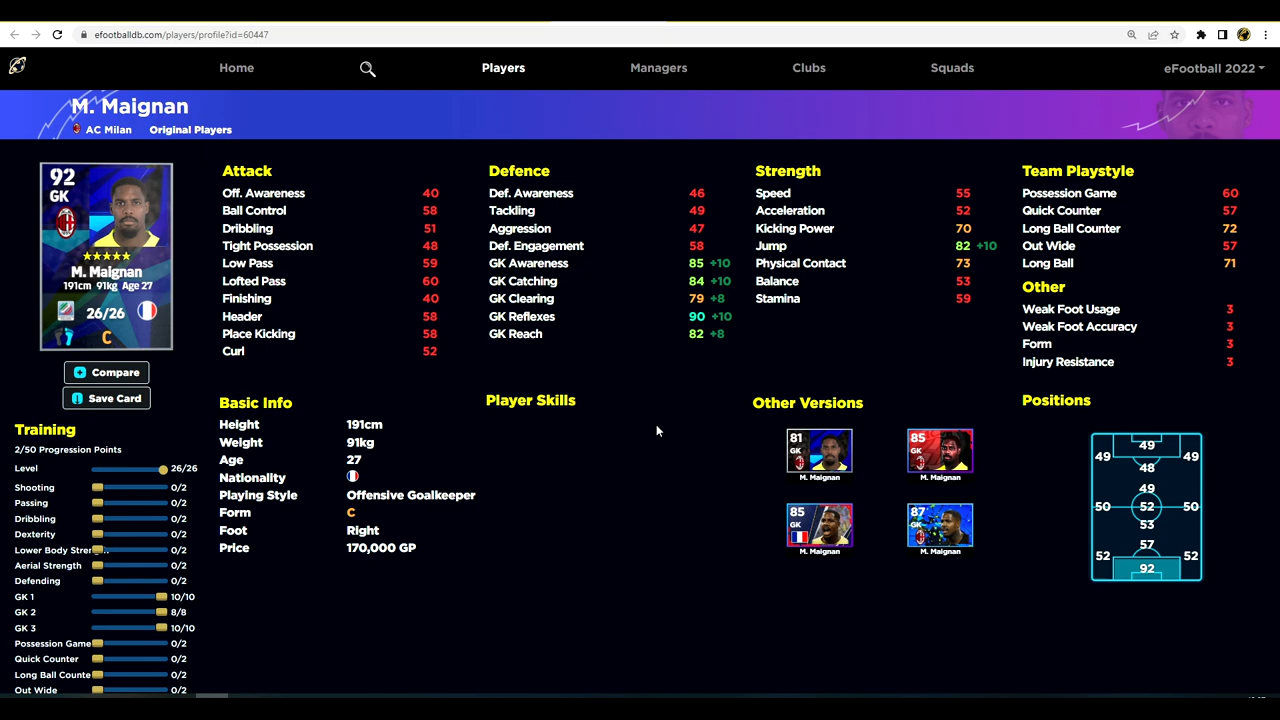 efootballdb.com/players/profile?id=60447
Home
Players
Managers
Clubs
Squads
eFootball 2022
M. Maignan
AC Milan Original Players
92
GK
M. Maignan
191cm 91kg Age 27
26/26
C
Compare
Save Card
Training
2/50 Progression Points
Level 26/26
Shooting 0/2
Passing 0/2
Dribbling 0/2
Dexterity 0/2
Lower Body Stren... 0/2
Aerial Strength 0/2
Defending 0/2
GK 1 10/10
GK 2 8/8
GK 3 10/10
Possession Game 0/2
Quick Counter 0/2
Long Ball Counte 0/2
Out Wide 0/2
Attack
Off. Awareness 40
Ball Control 58
Dribbling 51
Tight Possession 48
Low Pass 59
Lofted Pass 60
Finishing 40
Header 58
Place Kicking 58
Curl 52
Defence
Def. Awareness 46
Tackling 49
Aggression 47
Def. Engagement 58
GK Awareness 85 +10
GK Catching 84 +10
GK Clearing 79 +8
GK Reflexes 90 +10
GK Reach 82 +8
Strength
Speed 55
Acceleration 52
Kicking Power 70
Jump 82 +10
Physical Contact 73
Balance 53
Stamina 59
Team Playstyle
Possession Game 60
Quick Counter 57
Long Ball Counter 72
Out Wide 57
Long Ball 71
Other
Weak Foot Usage 3
Weak Foot Accuracy 3
Form 3
Injury Resistance 3
Basic Info
Height 191cm
Weight 91kg
Age 27
Nationality
Playing Style Offensive Goalkeeper
Form C
Foot Right
Price 170,000 GP
Player Skills
Other Versions
81
GK
M. Maignan
85
GK
M. Maignan
85
GK
M. Maignan
87
GK
M. Maignan
Positions
49
49 49
48
49
50 52 50
53
57
52 52
92